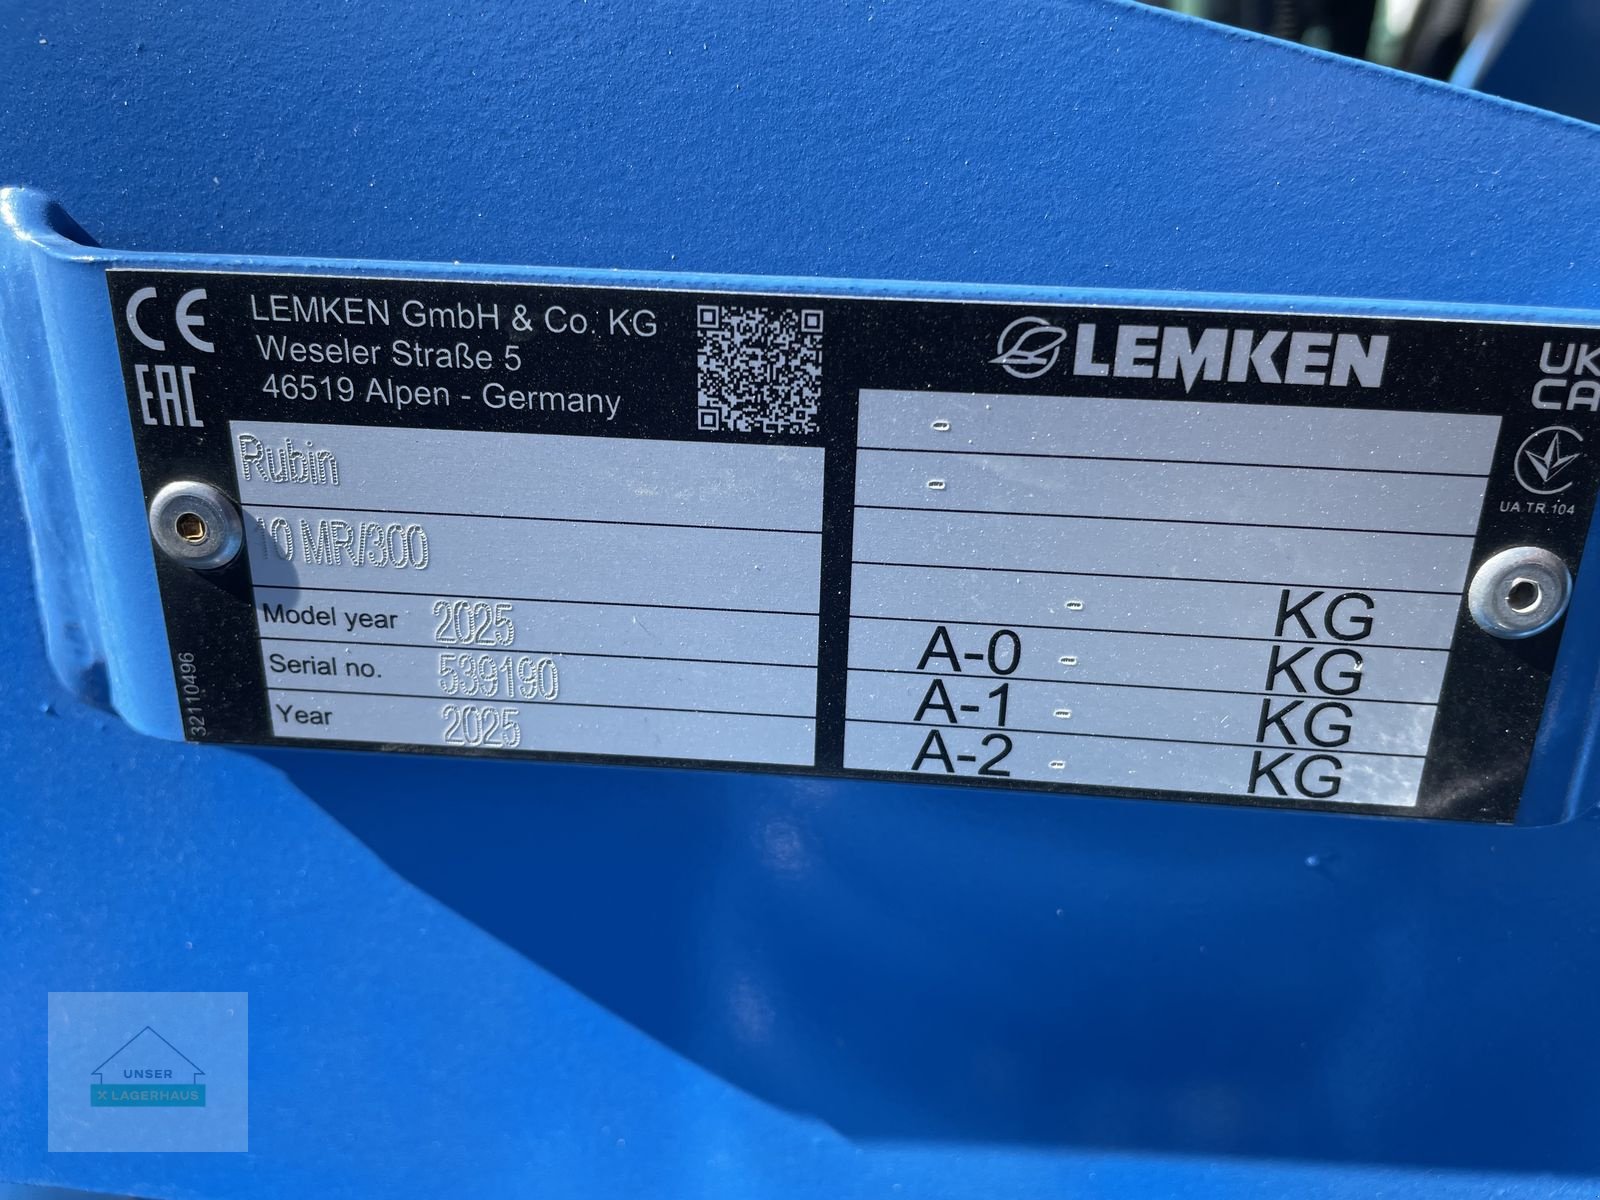 CE
EAC
LEMKEN GmbH & Co. KG
Weseler Straße 5
46519 Alpen - Germany
Rubin
10 MR/300
Model year 2025
Serial no. 539190
Year 2025
32110496
LEMKEN
-
-
- KG
A-0 - KG
A-1 - KG
A-2 - KG
UK
CA
UA.TR.104
UNSER
X LAGERHAUS